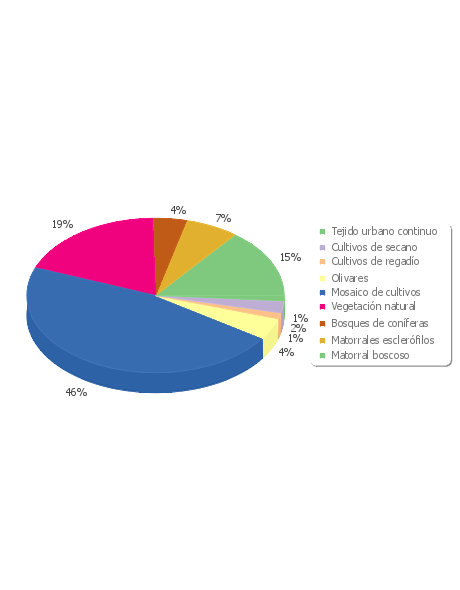 4%
7%
19%
15%
1%
2%
1%
4%
46%
Tejido urbano continuo
Cultivos de secano
Cultivos de regadío
Olivares
Mosaico de cultivos
Vegetación natural
Bosques de coníferas
Matorrales esclerófilos
Matorral boscoso